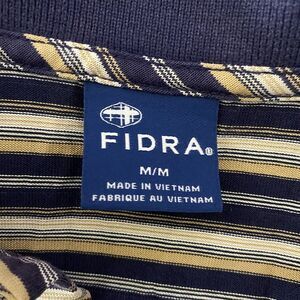 FIDRA®
M/M
MADE IN VIETNAM
FABRIQUE AU VIETNAM